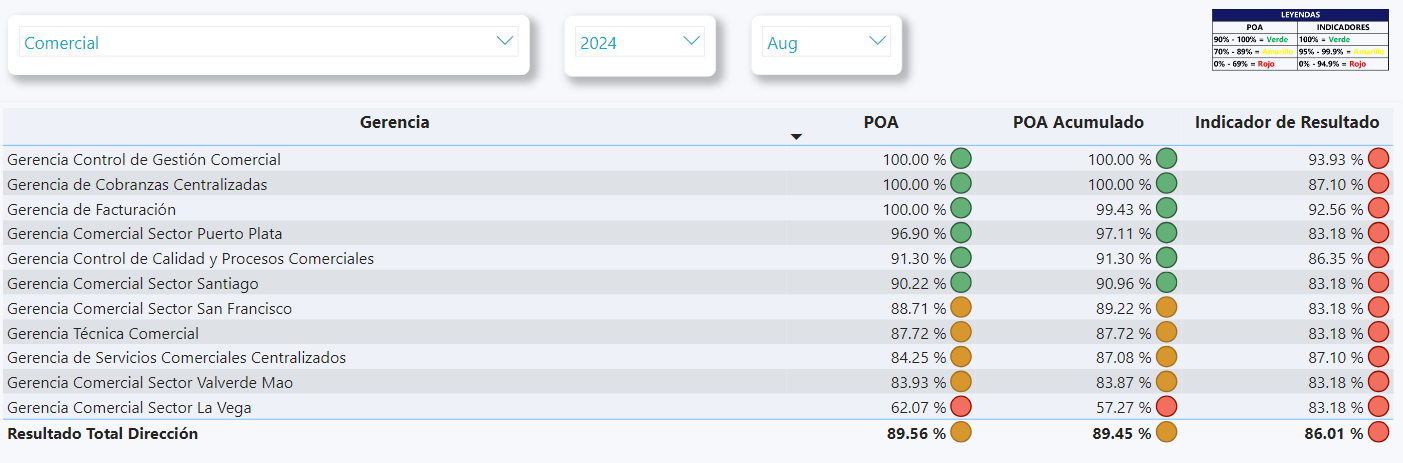 Comercial
2024
Aug
LEYENDAS
POA INDICADORES
90% - 100% = Verde 100% = Verde
70% - 89% = Amarillo 95% - 99.9% = Amarillo
0% - 69% = Rojo 0% - 94.9% = Rojo
Gerencia POA POA Acumulado Indicador de Resultado
Gerencia Control de Gestión Comercial 100.00 % 100.00 % 93.93 %
Gerencia de Cobranzas Centralizadas 100.00 % 100.00 % 87.10 %
Gerencia de Facturación 100.00 % 99.43 % 92.56 %
Gerencia Comercial Sector Puerto Plata 96.90 % 97.11 % 83.18 %
Gerencia Control de Calidad y Procesos Comerciales 91.30 % 91.30 % 86.35 %
Gerencia Comercial Sector Santiago 90.22 % 90.96 % 83.18 %
Gerencia Comercial Sector San Francisco 88.71 % 89.22 % 83.18 %
Gerencia Técnica Comercial 87.72 % 87.72 % 83.18 %
Gerencia de Servicios Comerciales Centralizados 84.25 % 87.08 % 87.10 %
Gerencia Comercial Sector Valverde Mao 83.93 % 83.87 % 83.18 %
Gerencia Comercial Sector La Vega 62.07 % 57.27 % 83.18 %
Resultado Total Dirección 89.56 % 89.45 % 86.01 %